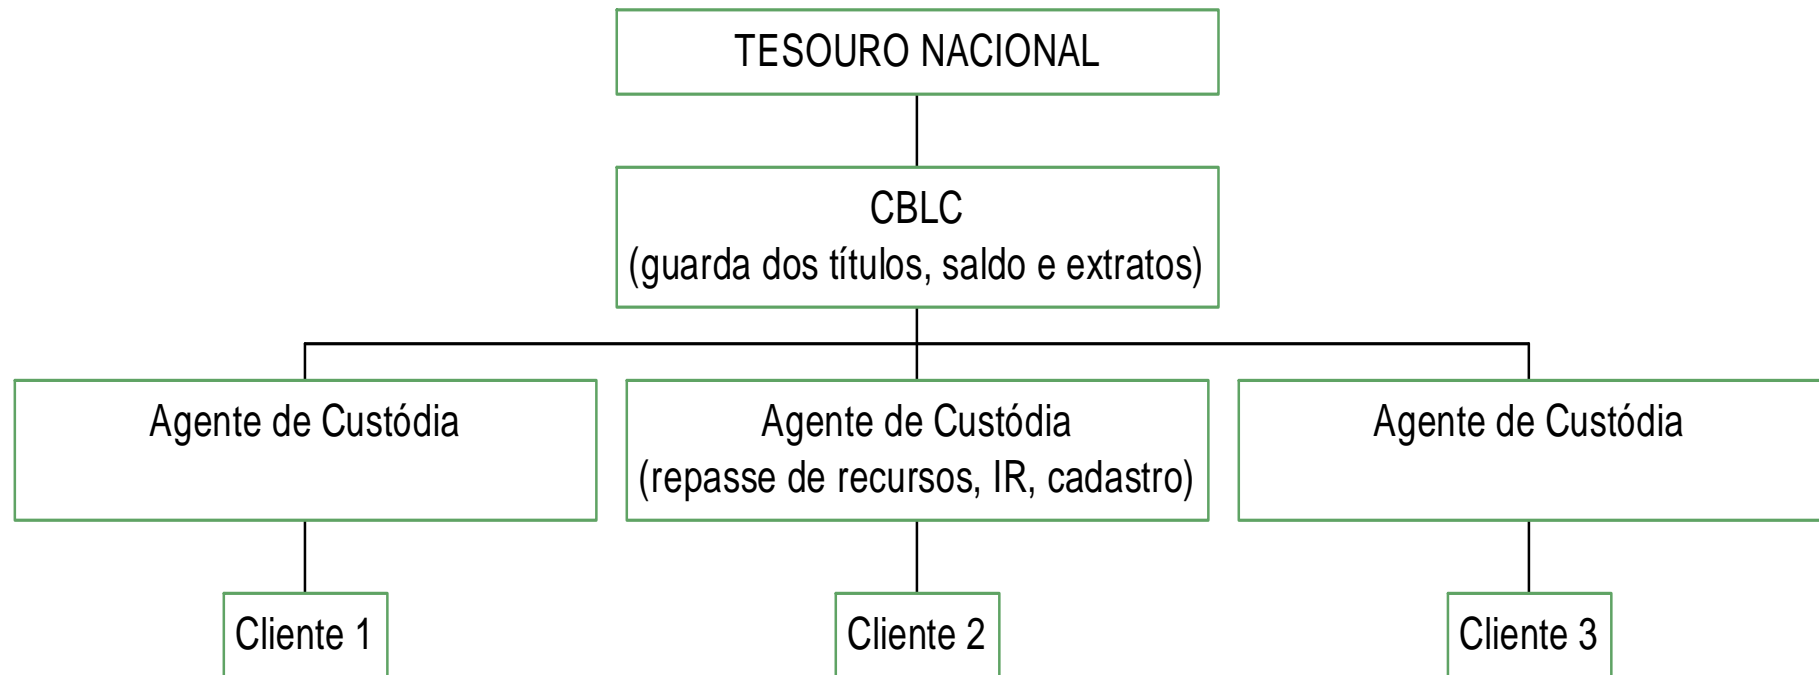 TESOURO NACIONAL
CBLC
(guarda dos títulos, saldo e extratos)
Agente de Custódia
Agente de Custódia
(repasse de recursos, IR, cadastro)
Agente de Custódia
Cliente 1
Cliente 2
Cliente 3